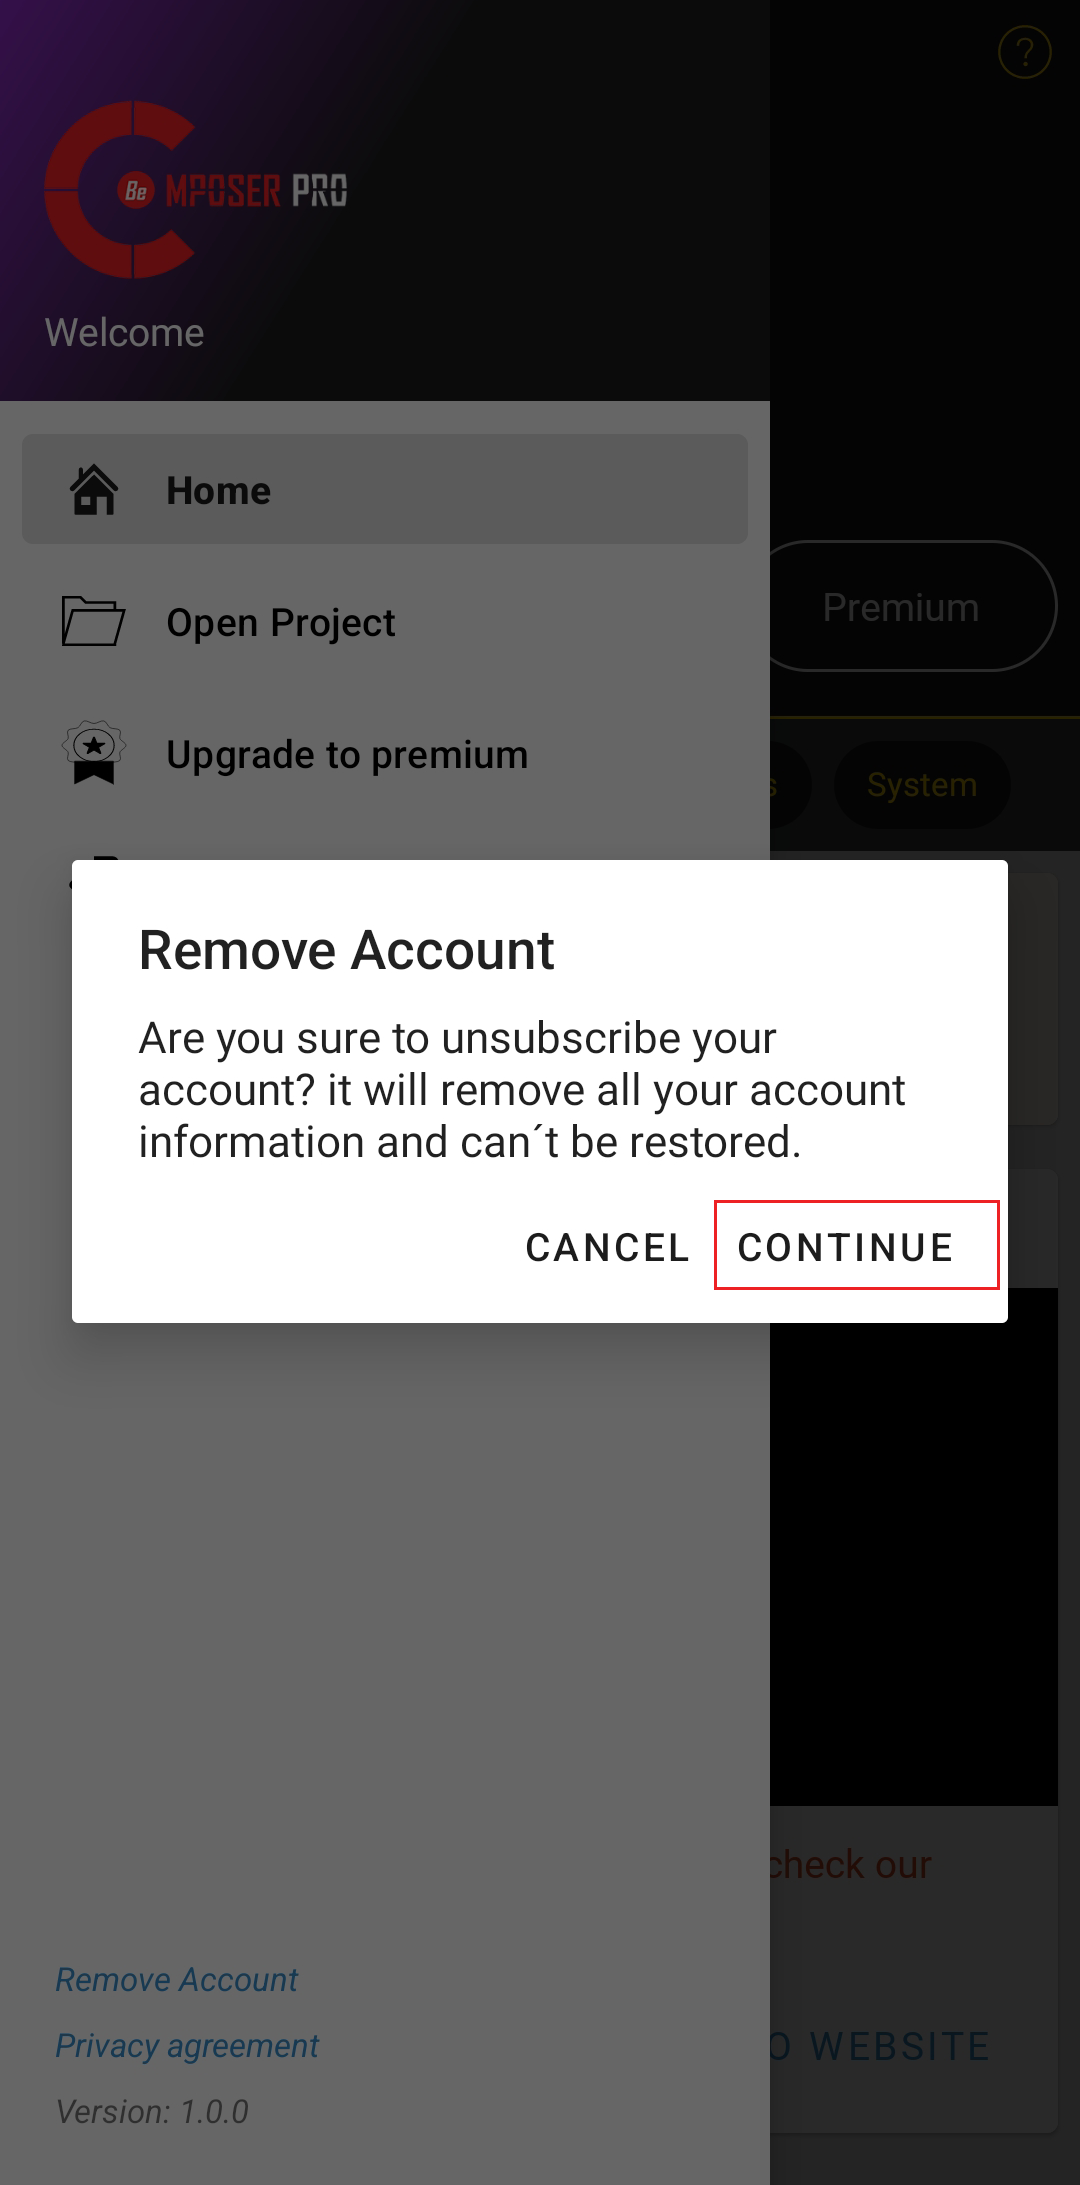 ?
Be MPOSER PRO
Welcome
Home
Open Project
Premium
Upgrade to premium
s
System
Remove Account
Are you sure to unsubscribe your
account? it will remove all your account
information and can´t be restored.
CANCEL
CONTINUE
check our
Remove Account
Privacy agreement
O WEBSITE
Version: 1.0.0